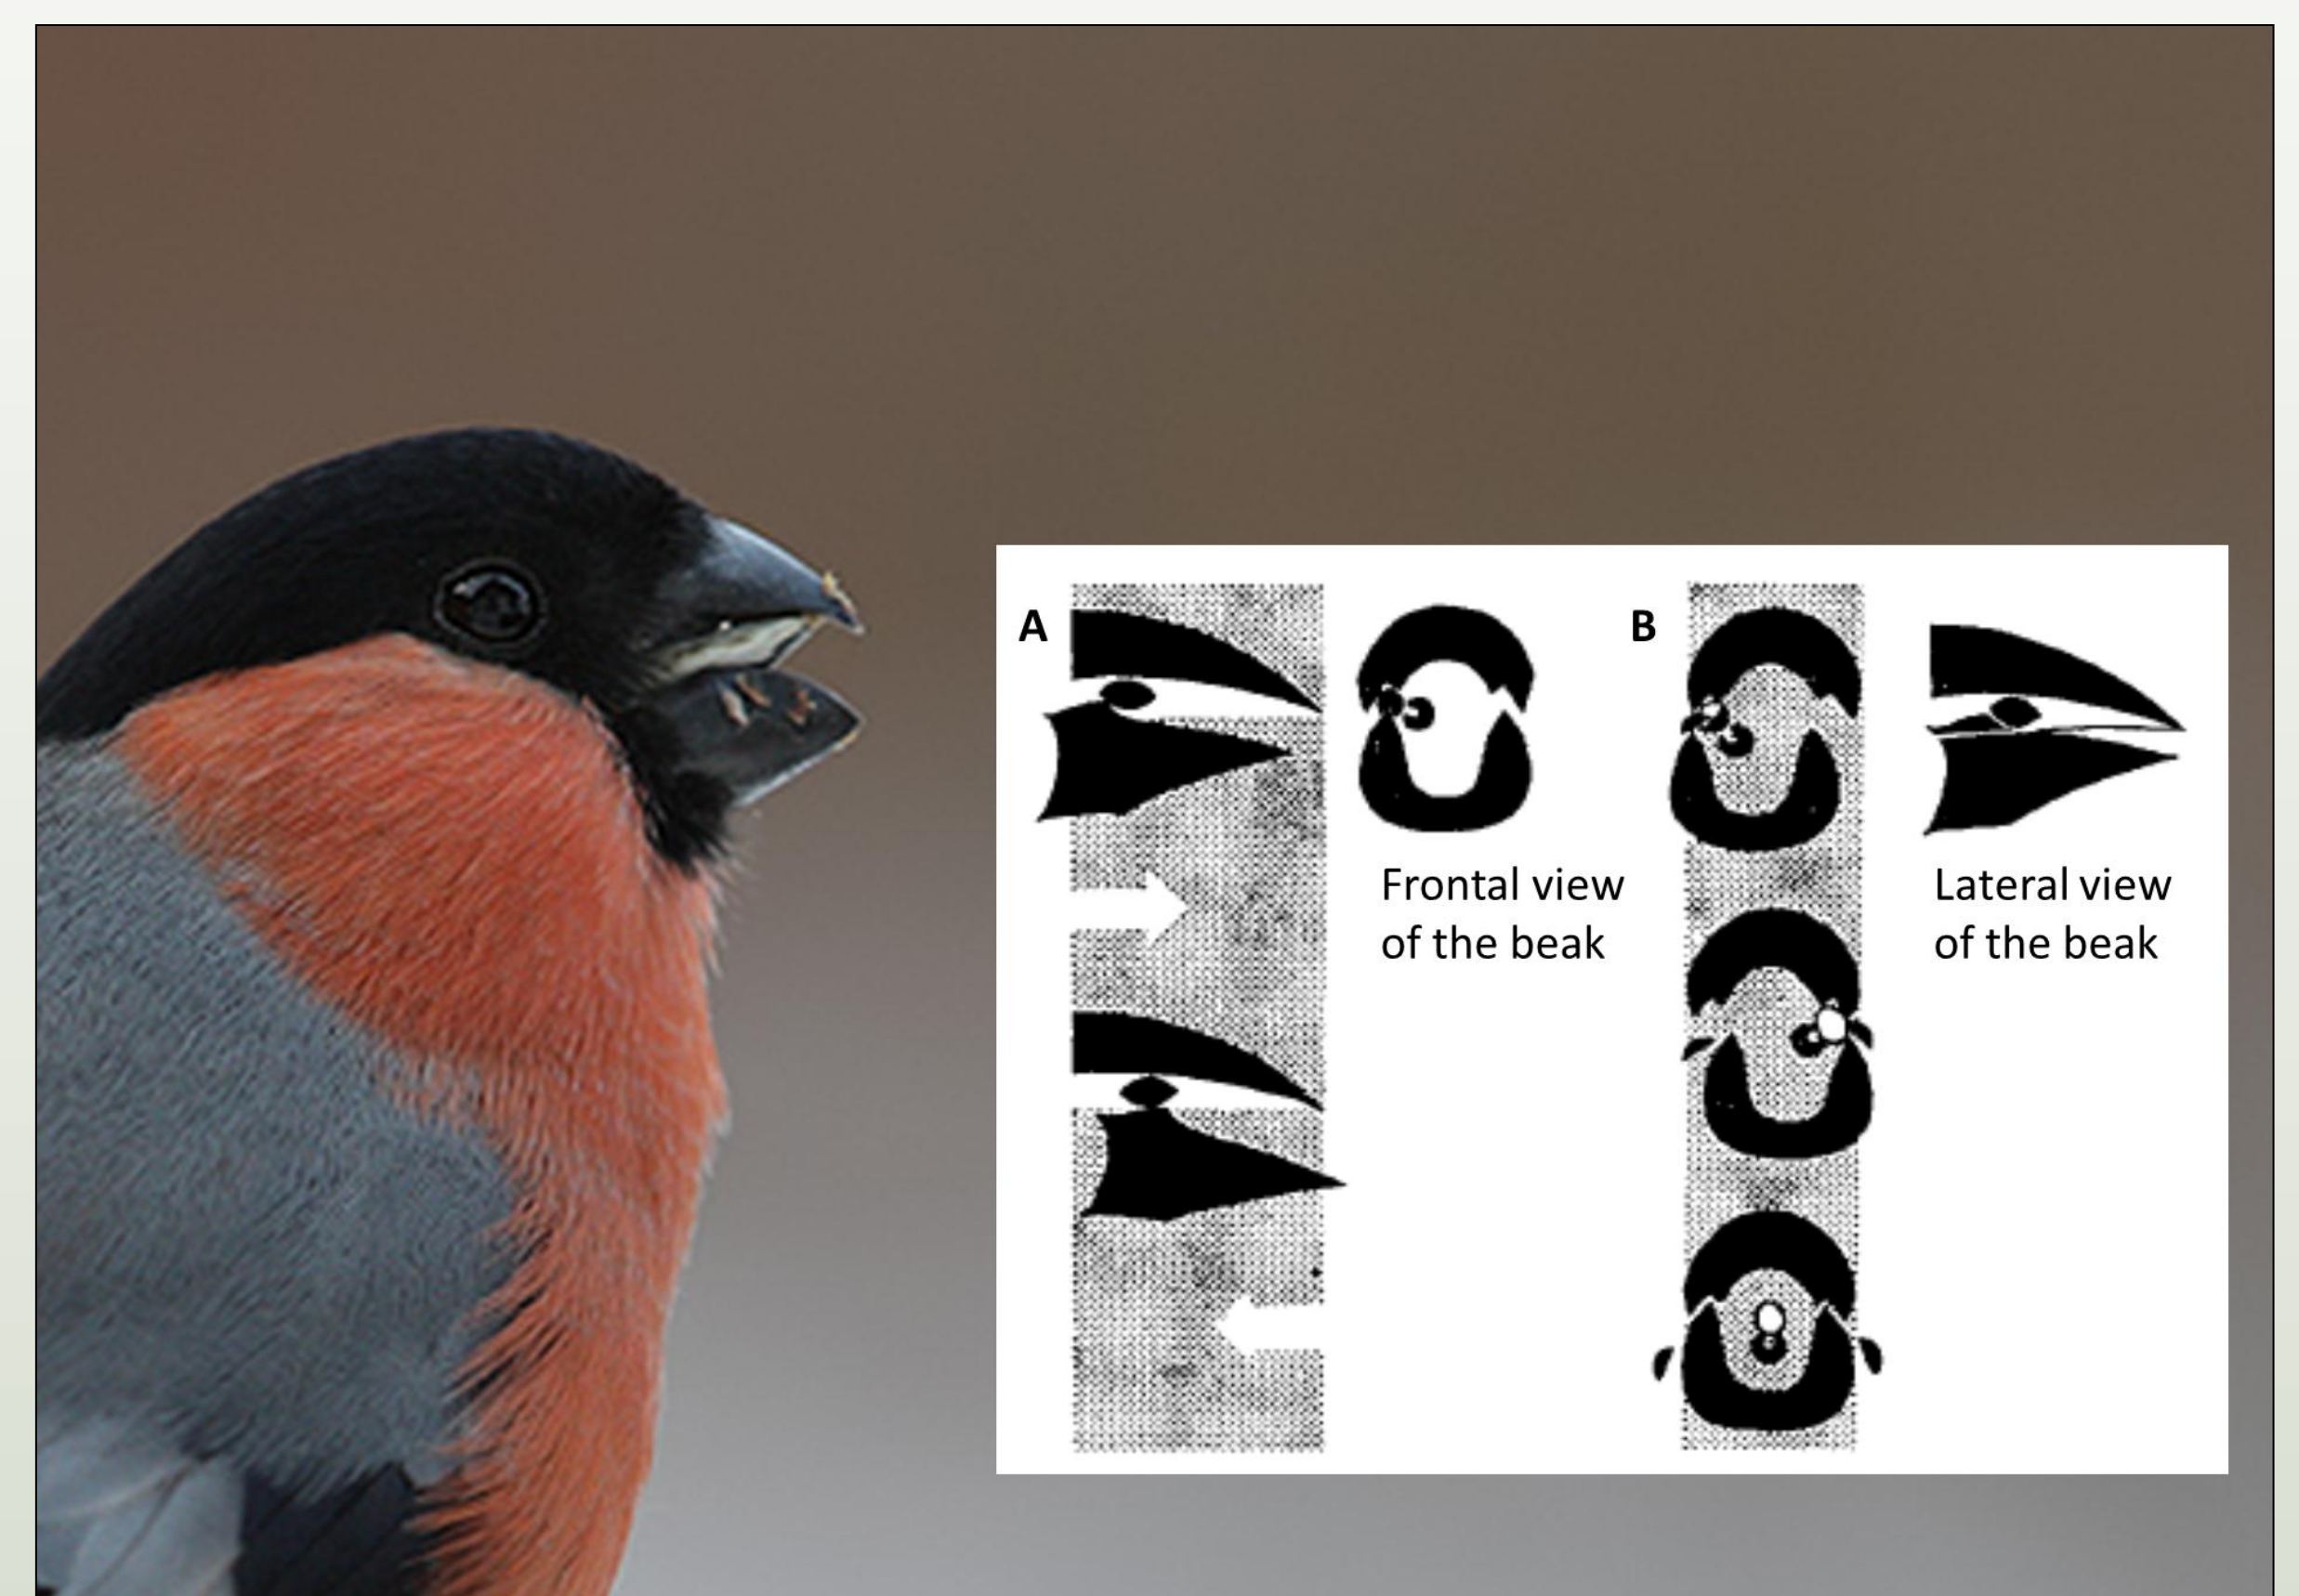 A
B
Frontal view
of the beak
Lateral view
of the beak